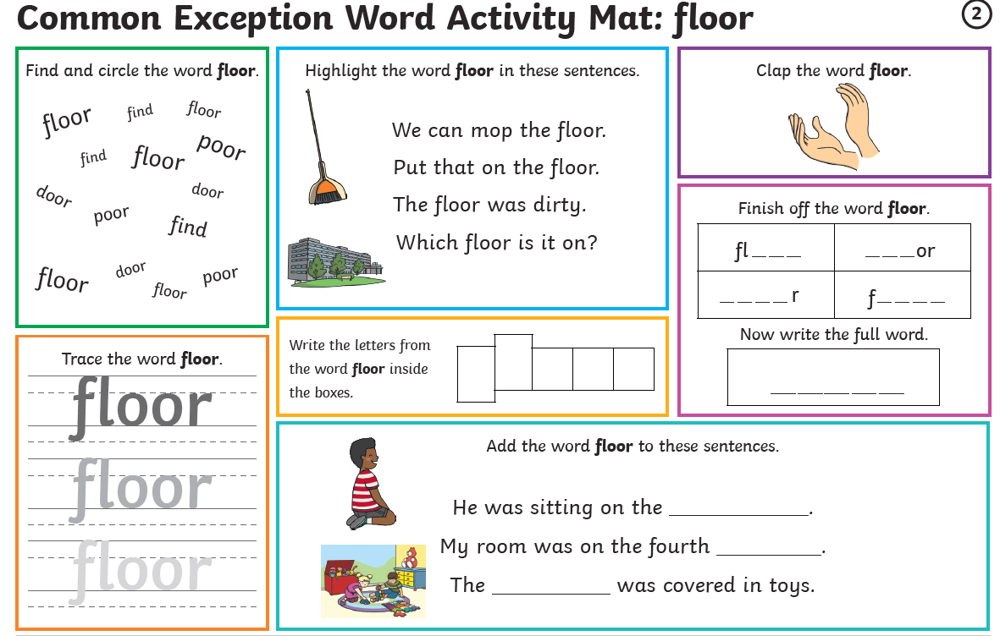 Common Exception Word Activity Mat: floor
2
Find and circle the word floor.
floor find floor
find floor poor
door poor door
find
floor door floor poor
Highlight the word floor in these sentences.
We can mop the floor.
Put that on the floor.
The floor was dirty.
Which floor is it on?
Clap the word floor.
Finish off the word floor.
fl_ _ _ _ _ _or
_ _ _ _ r f_ _ _ _
Now write the full word.
_ _ _ _ _
Trace the word floor.
floor
floor
floor
Write the letters from
the word floor inside
the boxes.
Add the word floor to these sentences.
He was sitting on the ____________.
My room was on the fourth _________.
The __________ was covered in toys.